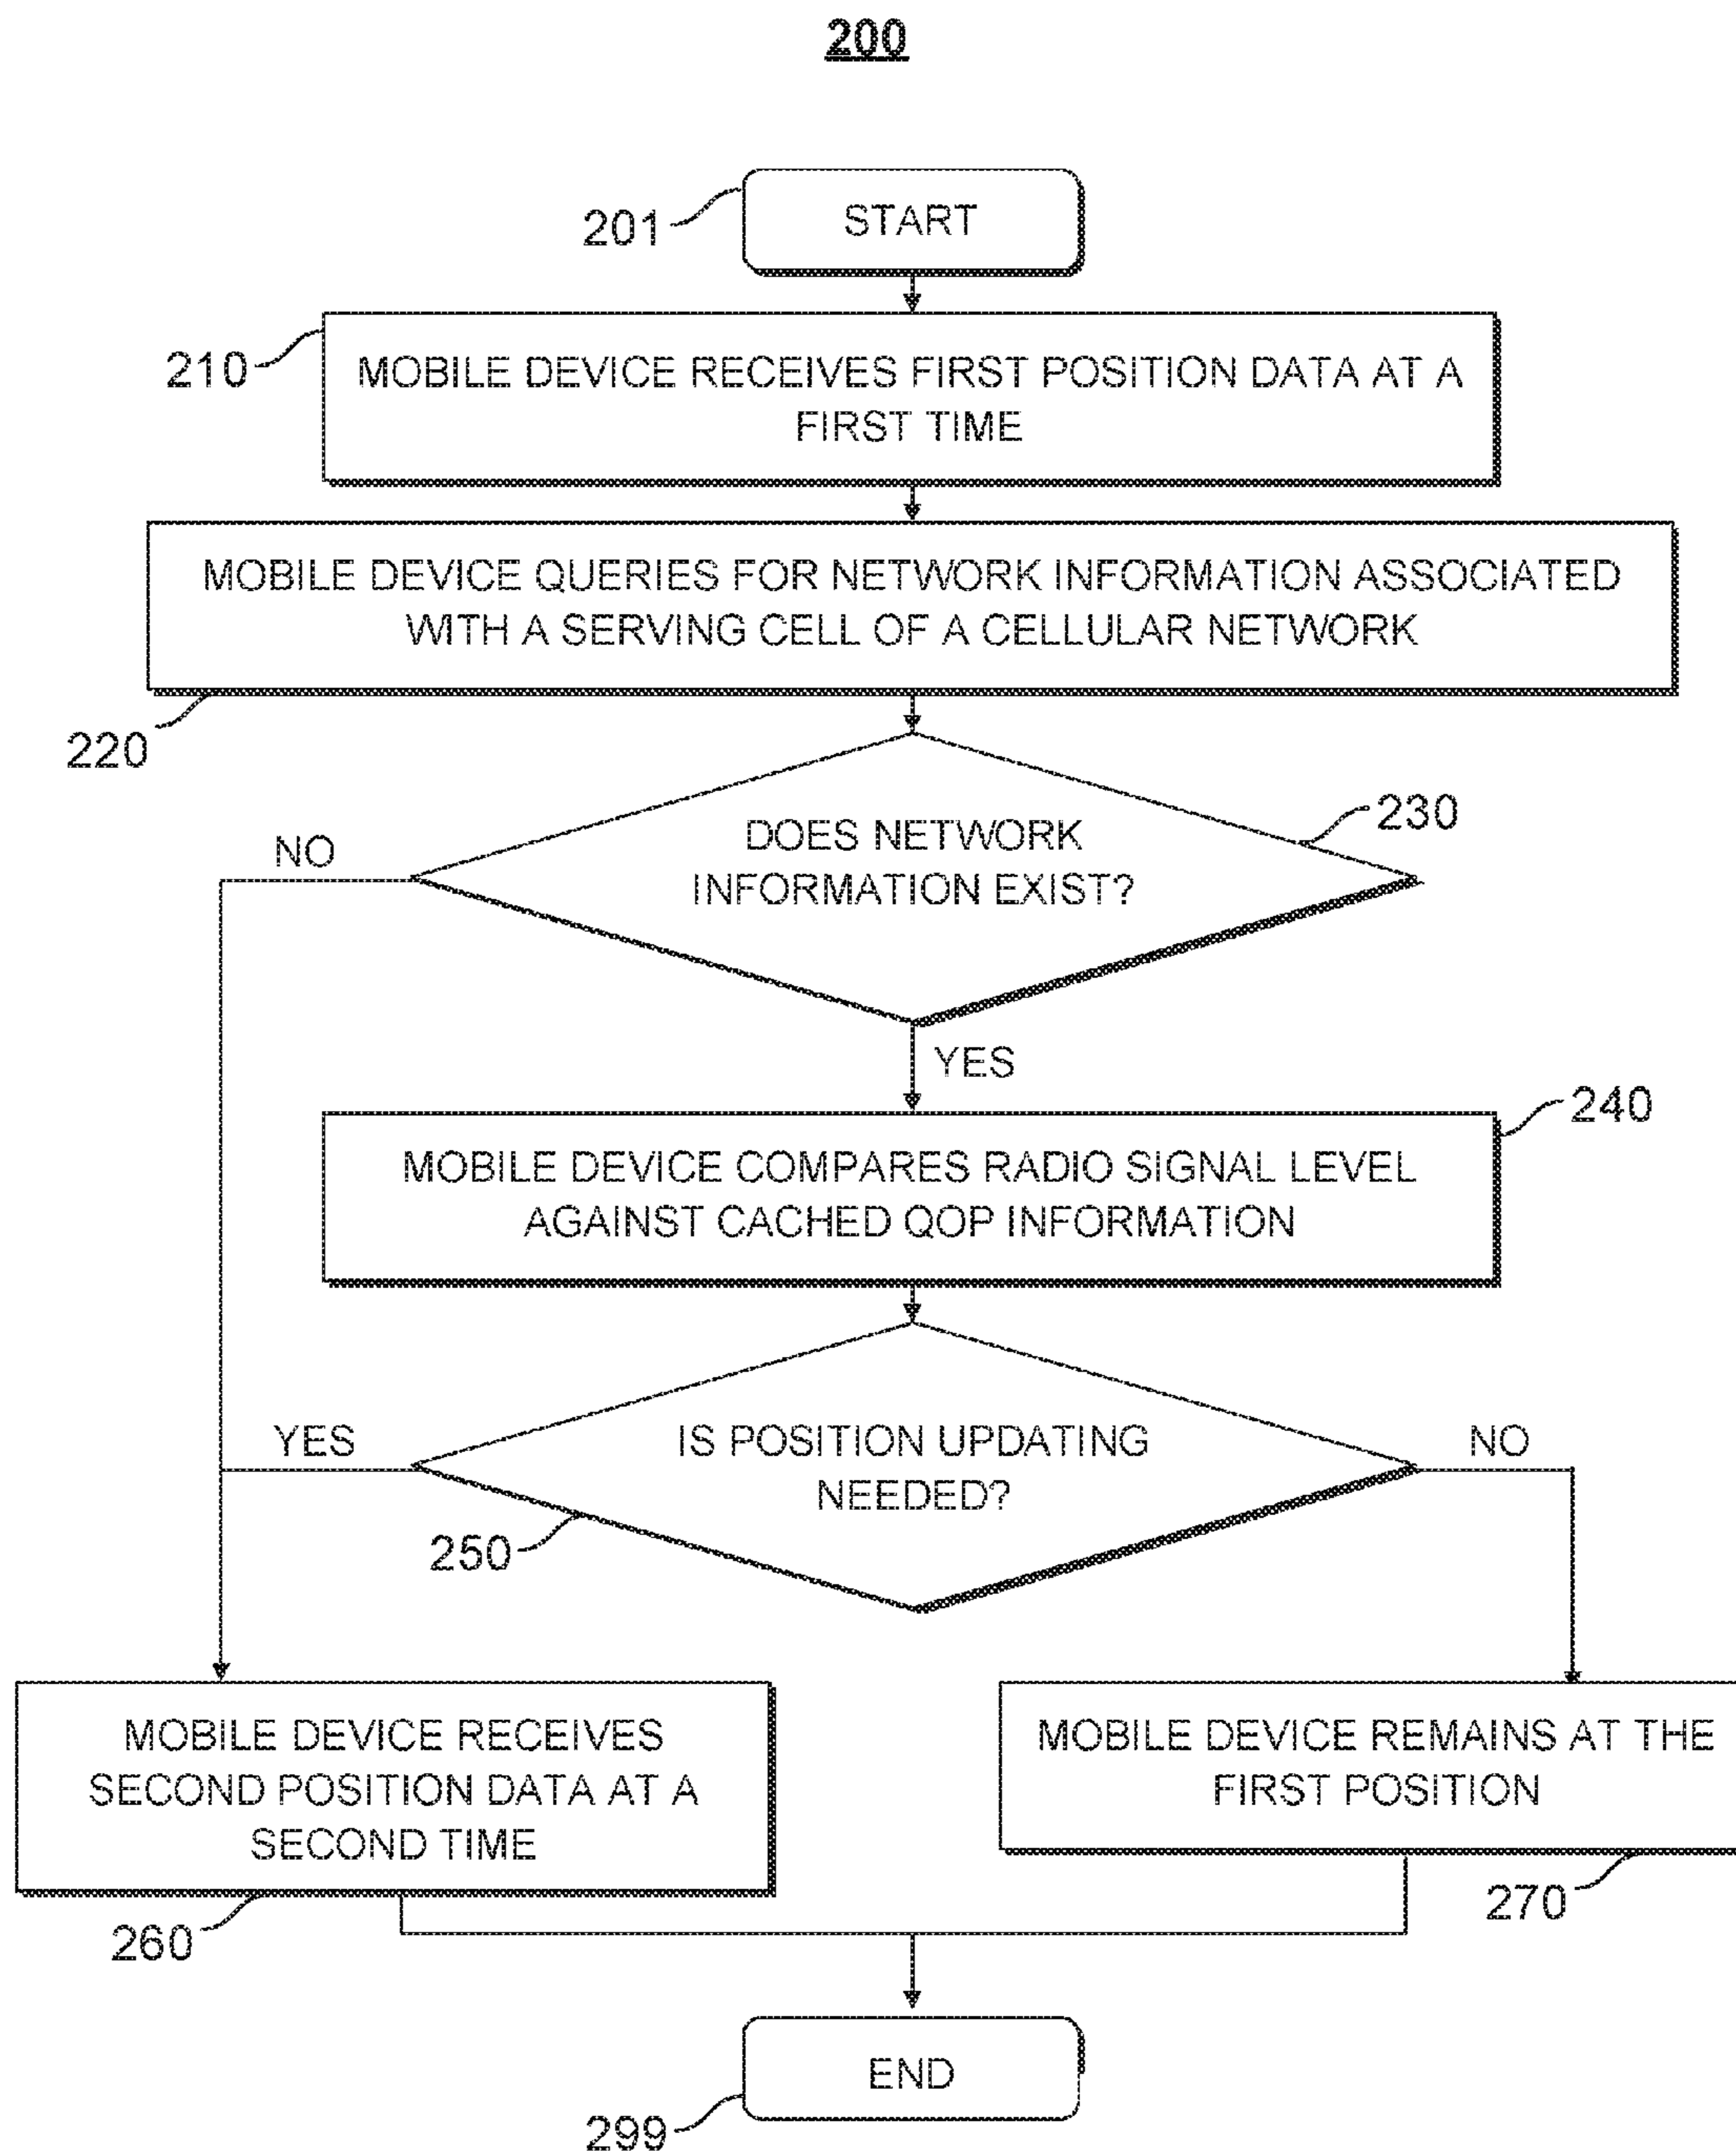 200
START
201
210
MOBILE DEVICE RECEIVES FIRST POSITION DATA AT A
FIRST TIME
MOBILE DEVICE QUERIES FOR NETWORK INFORMATION ASSOCIATED
WITH A SERVING CELL OF A CELLULAR NETWORK
220
230
NO
DOES NETWORK
INFORMATION EXIST?
YES
240
MOBILE DEVICE COMPARES RADIO SIGNAL LEVEL
AGAINST CACHED QOP INFORMATION
YES
IS POSITION UPDATING
NEEDED?
NO
250
MOBILE DEVICE RECEIVES
SECOND POSITION DATA AT A
SECOND TIME
MOBILE DEVICE REMAINS AT THE
FIRST POSITION
260
270
END
299